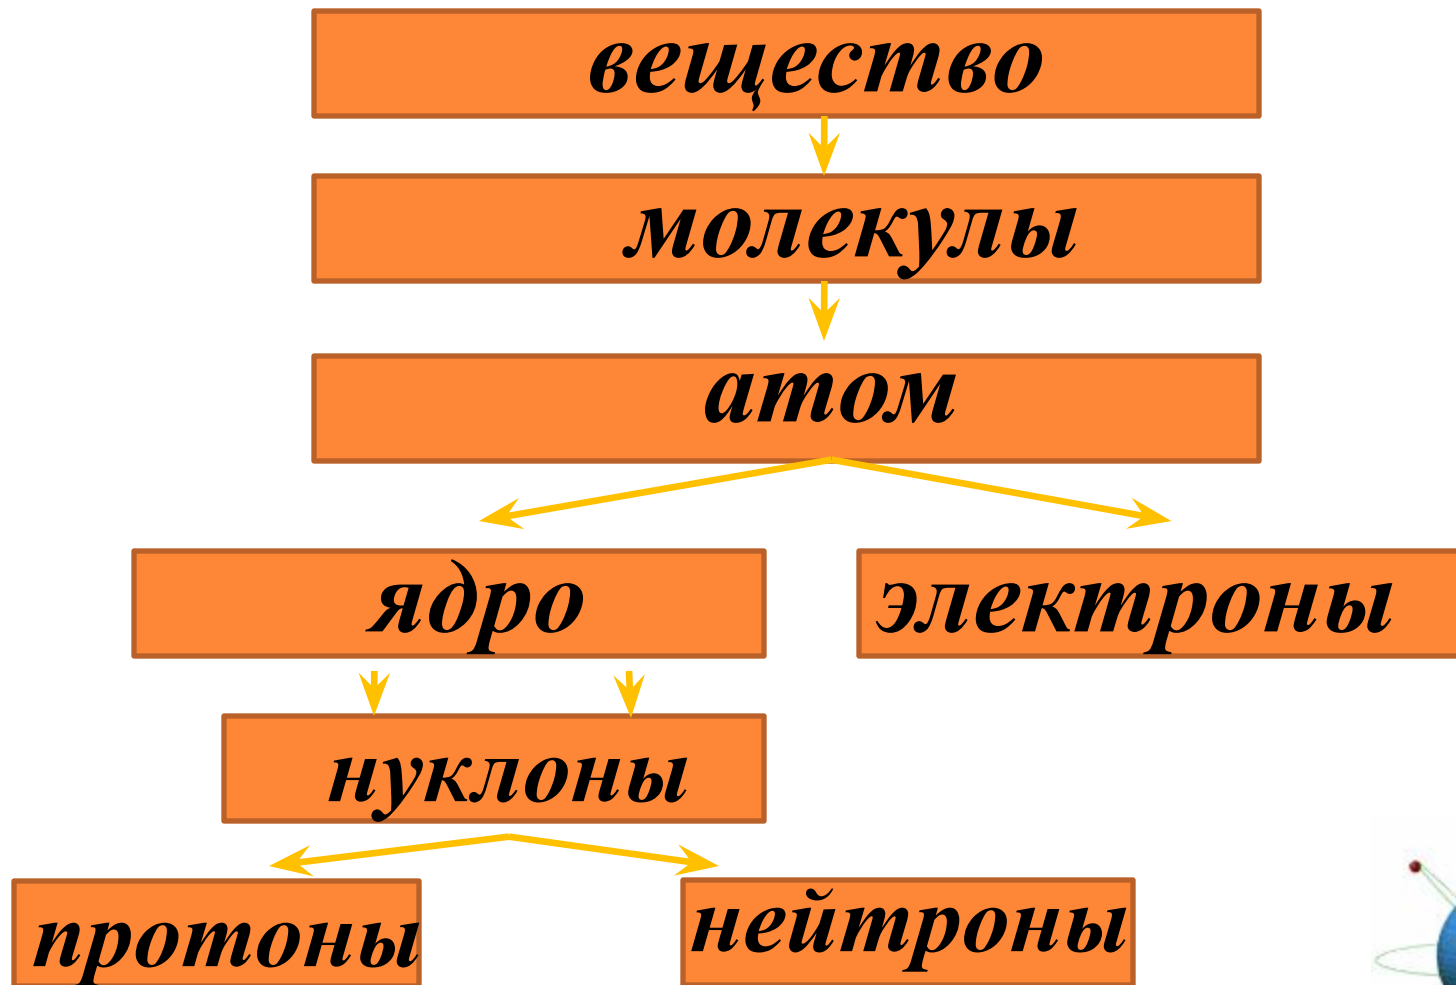 вещество
молекулы
атом
ядро
электроны
нуклоны
протоны
нейтроны